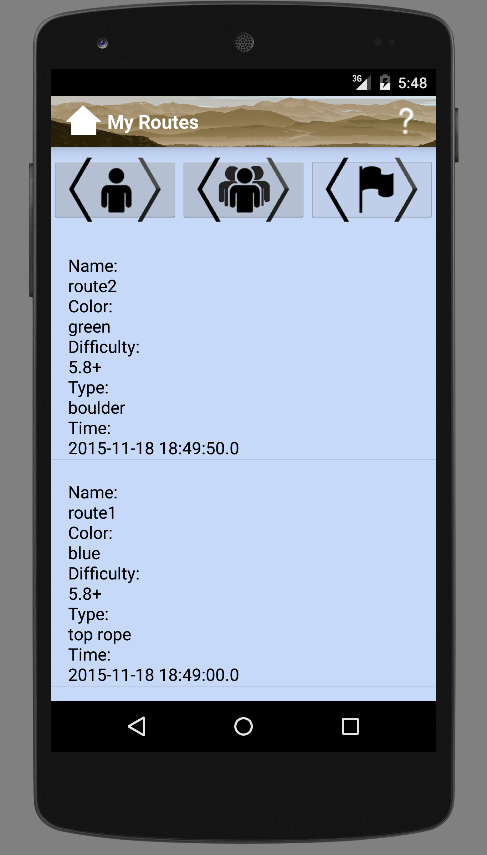 3G 5:48
My Routes ?
Name:
route2
Color:
green
Difficulty:
5.8+
Type:
boulder
Time:
2015-11-18 18:49:50.0
Name:
route1
Color:
blue
Difficulty:
5.8+
Type:
top rope
Time:
2015-11-18 18:49:00.0